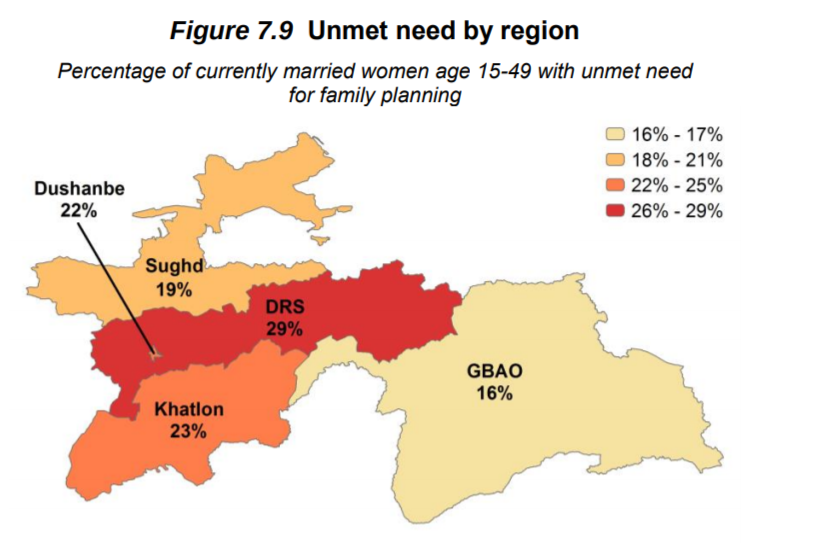 Figure 7.9 Unmet need by region
Percentage of currently married women age 15-49 with unmet need
for family planning
16% - 17%
18% - 21%
22% - 25%
26% - 29%
Dushanbe
22%
Sughd
19%
DRS
29%
GBAO
16%
Khatlon
23%